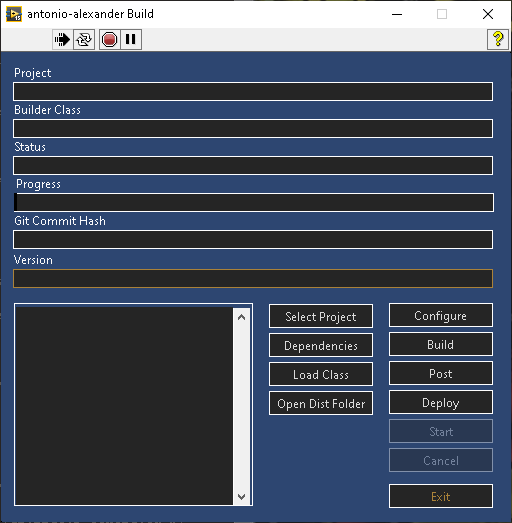 antonio-alexander Build
Project
Builder Class
Status
Progress
Git Commit Hash
Version
Select Project
Configure
Dependencies
Build
Load Class
Post
Open Dist Folder
Deploy
Start
Cancel
Exit